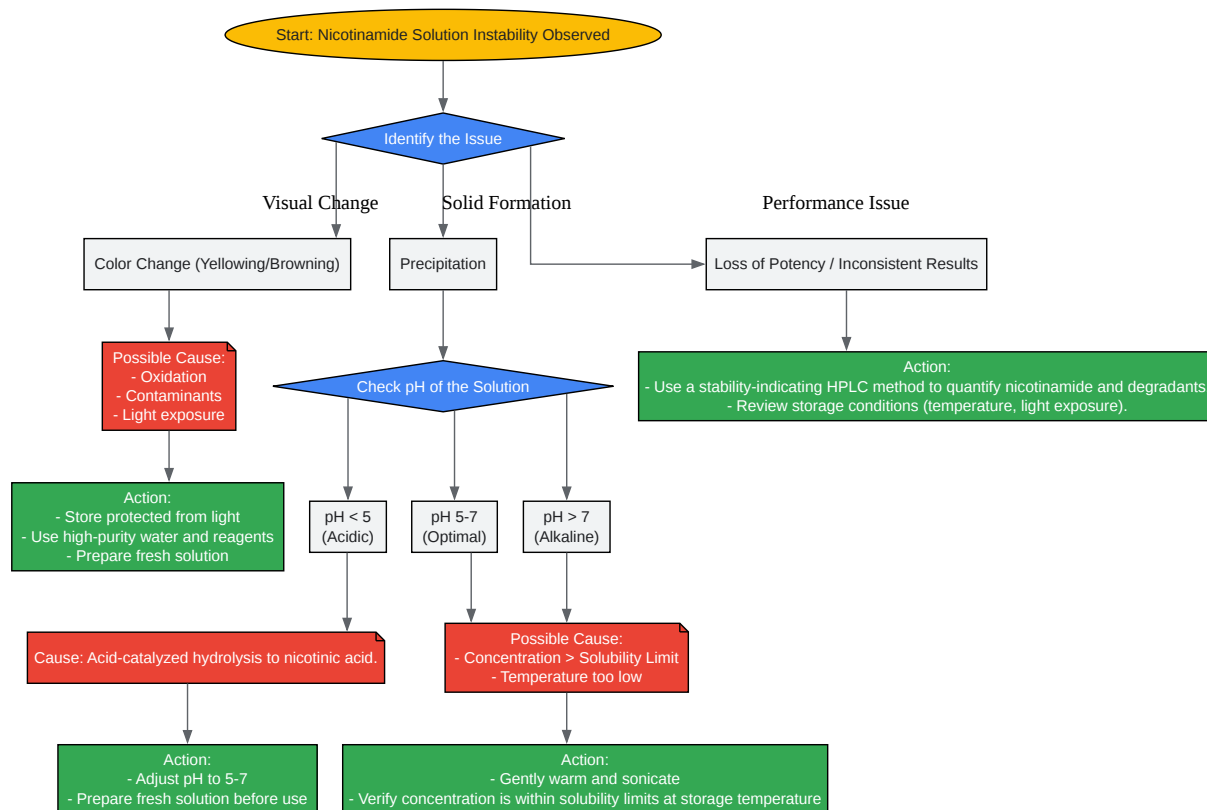 Start: Nicotinamide Solution Instability Observed
Identify the Issue
Visual Change
Solid Formation
Performance Issue
Color Change (Yellowing/Browning)
Precipitation
Loss of Potency / Inconsistent Results
Possible Cause:
- Oxidation
- Contaminants
- Light exposure
Check pH of the Solution
Action:
- Use a stability-indicating HPLC method to quantify nicotinamide and degradants
- Review storage conditions (temperature, light exposure).
Action:
- Store protected from light
- Use high-purity water and reagents
- Prepare fresh solution
pH < 5
(Acidic)
pH 5-7
(Optimal)
pH > 7
(Alkaline)
Cause: Acid-catalyzed hydrolysis to nicotinic acid.
Possible Cause:
- Concentration > Solubility Limit
- Temperature too low
Action:
- Adjust pH to 5-7
- Prepare fresh solution before use
Action:
- Gently warm and sonicate
- Verify concentration is within solubility limits at storage temperature